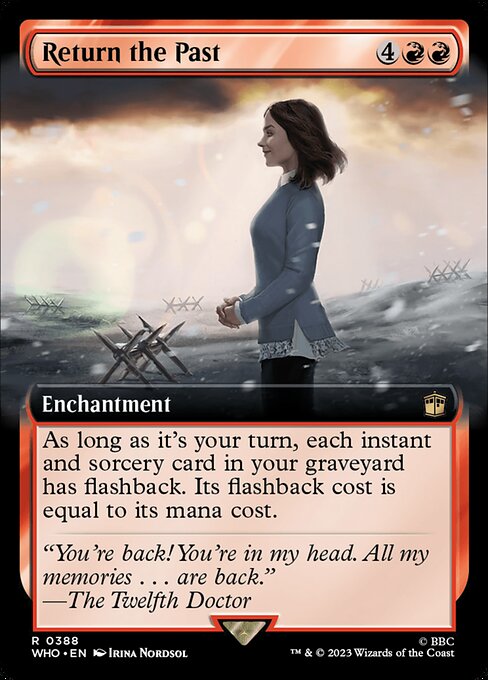 Return the Past 4
Enchantment
As long as it's your turn, each instant
and sorcery card in your graveyard
has flashback. Its flashback cost is
equal to its mana cost.
"You're back! You're in my head. All my
memories . . . are back."
—The Twelfth Doctor
R 0388
WHO • EN Irina Nordsol
© BBC
™ & © 2023 Wizards of the Coast